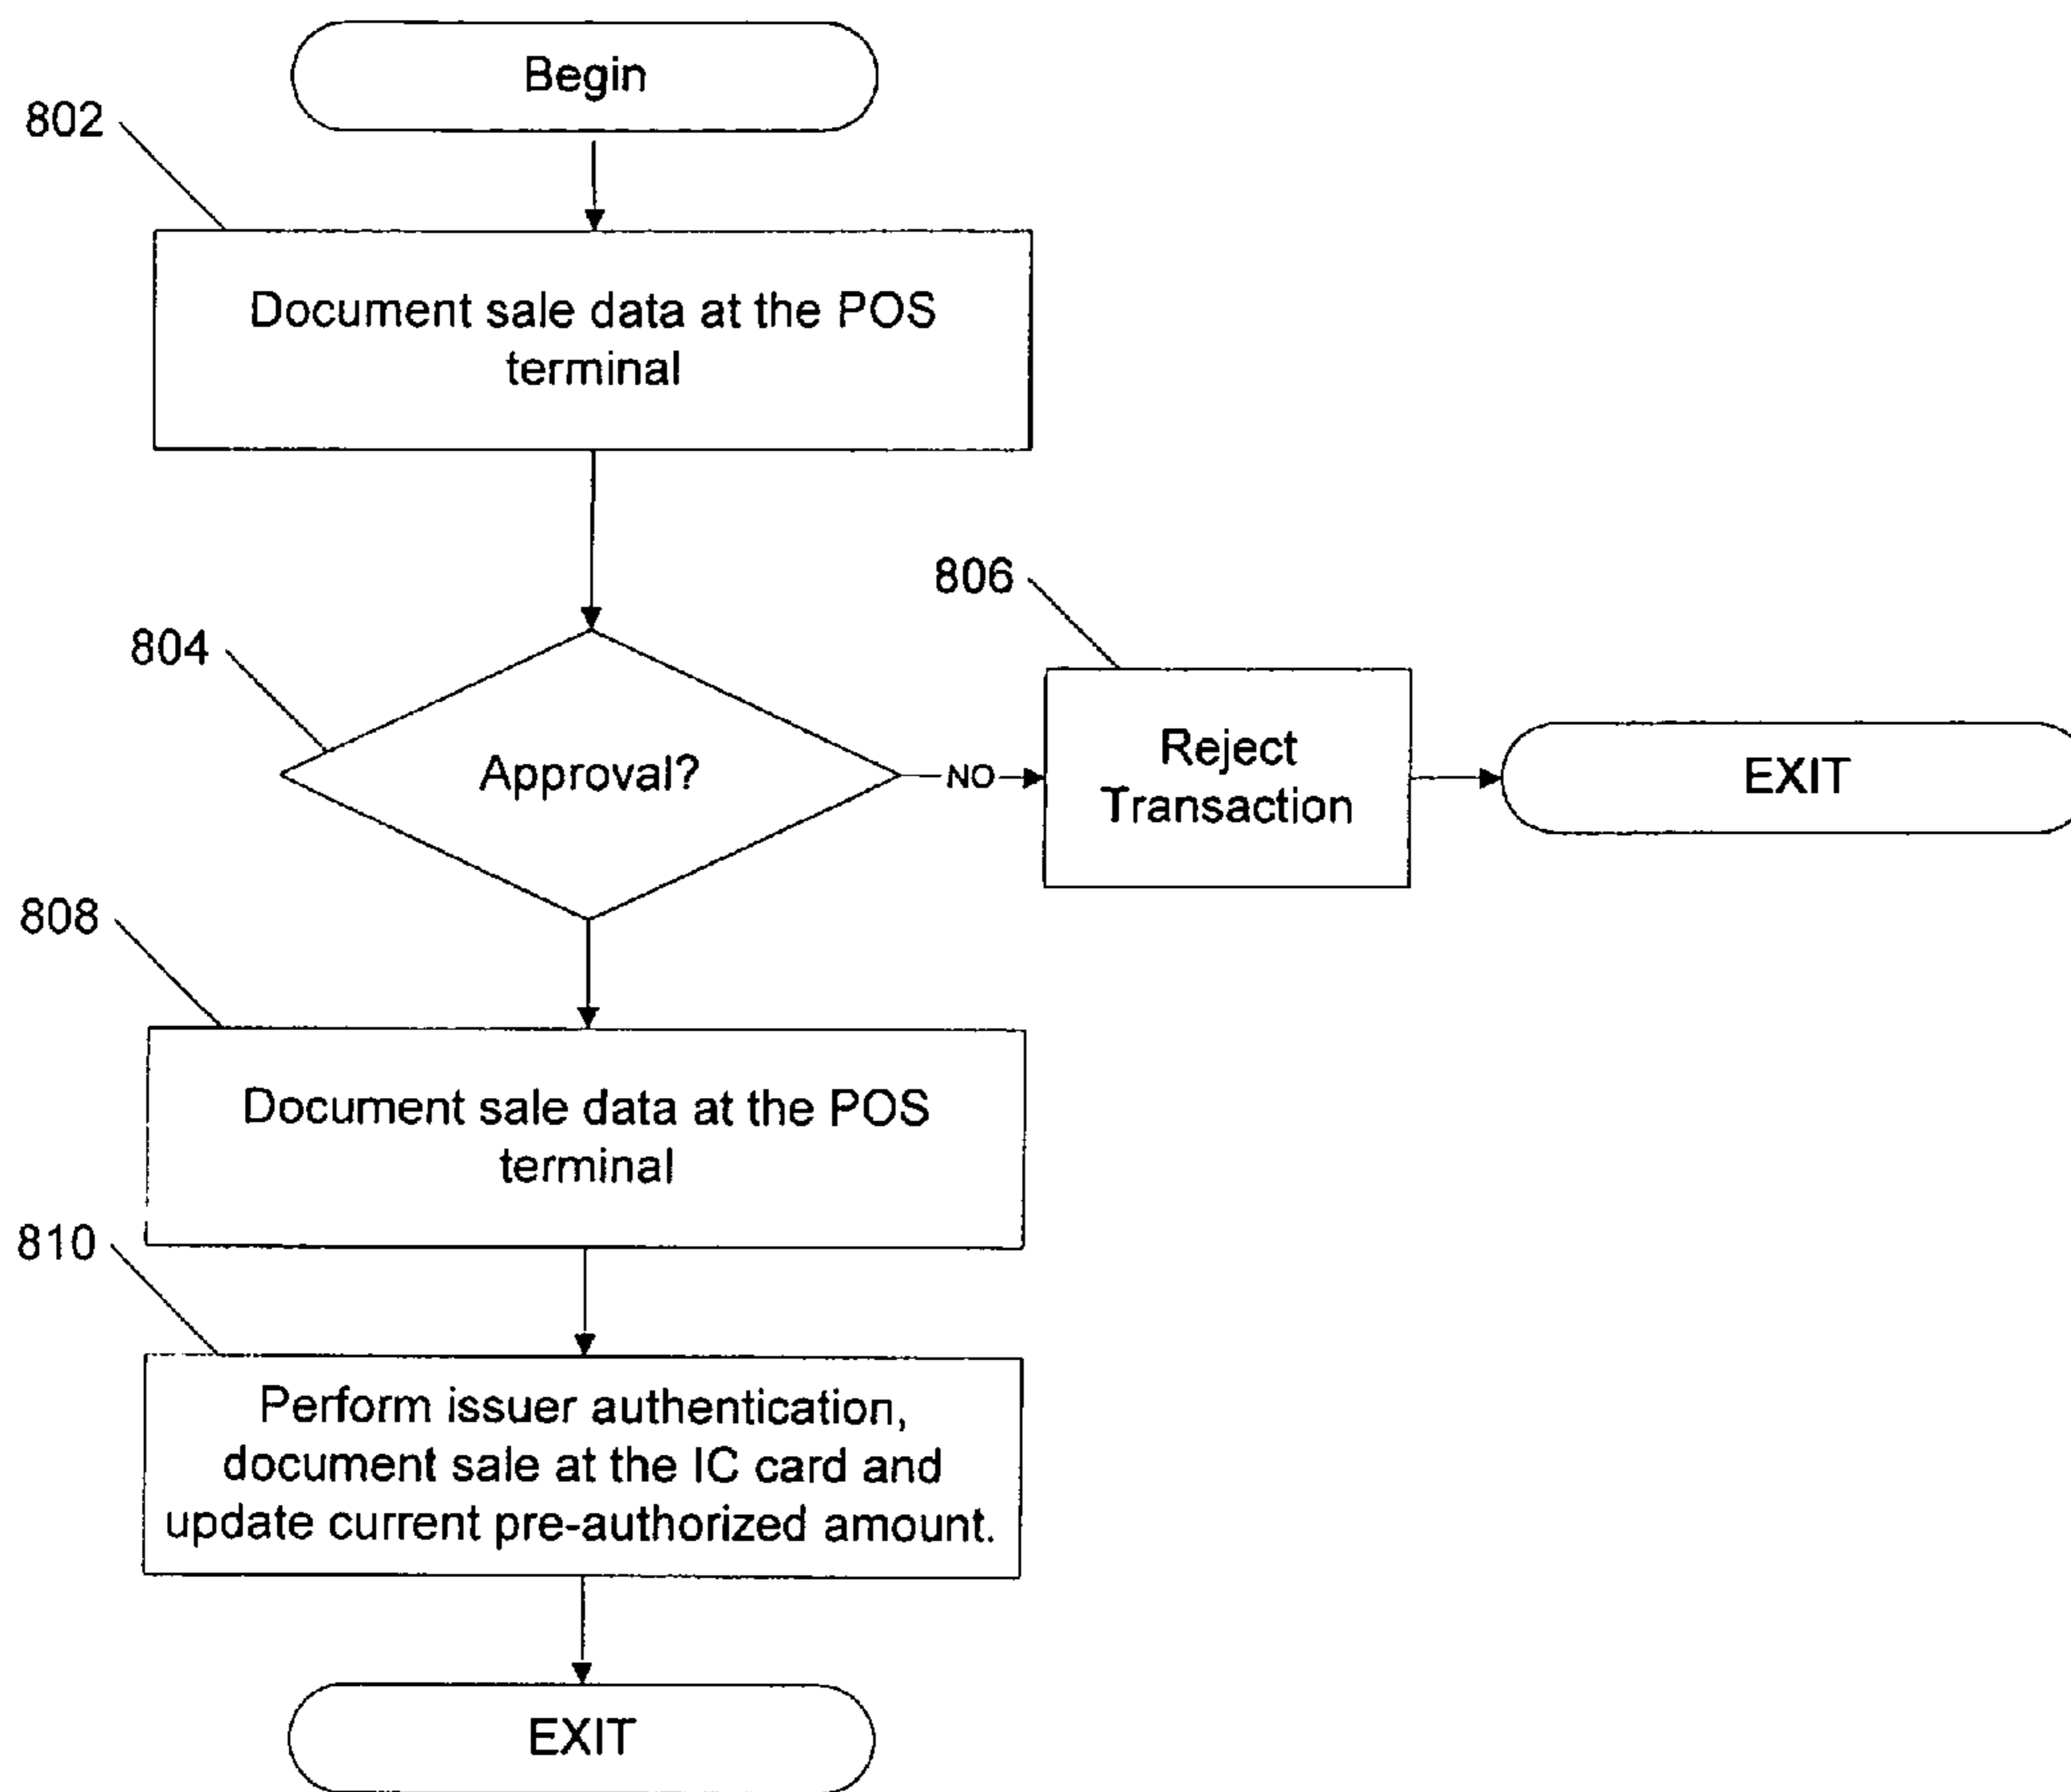 Begin
802
Document sale data at the POS
terminal
806
804
Approval?
NO
Reject
Transaction
EXIT
808
Document sale data at the POS
terminal
810
Perform issuer authentication,
document sale at the IC card and
update current pre-authorized amount.
EXIT